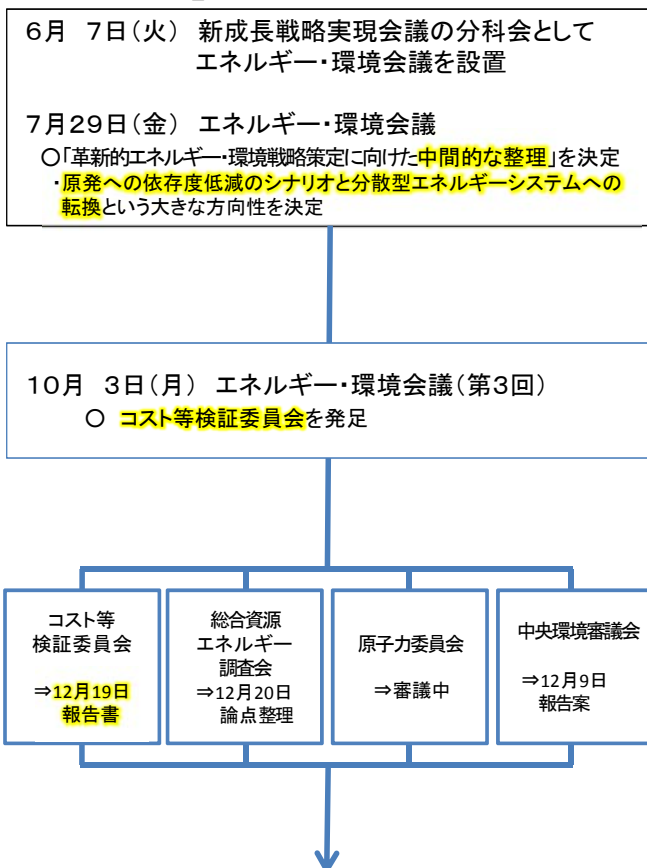 6月 7日(火) 新成長戦略実現会議の分科会として
エネルギー・環境会議を設置
7月29日(金) エネルギー・環境会議
○「革新的エネルギー・環境戦略策定に向けた中間的な整理」を決定
・原発への依存度低減のシナリオと分散型エネルギーシステムへの
転換という大きな方向性を決定
10月 3日(月) エネルギー・環境会議(第3回)
○ コスト等検証委員会を発足
コスト等
検証委員会
⇒12月19日
報告書
総合資源
エネルギー
調査会
⇒12月20日
論点整理
原子力委員会
⇒審議中
中央環境審議会
⇒12月9日
報告案